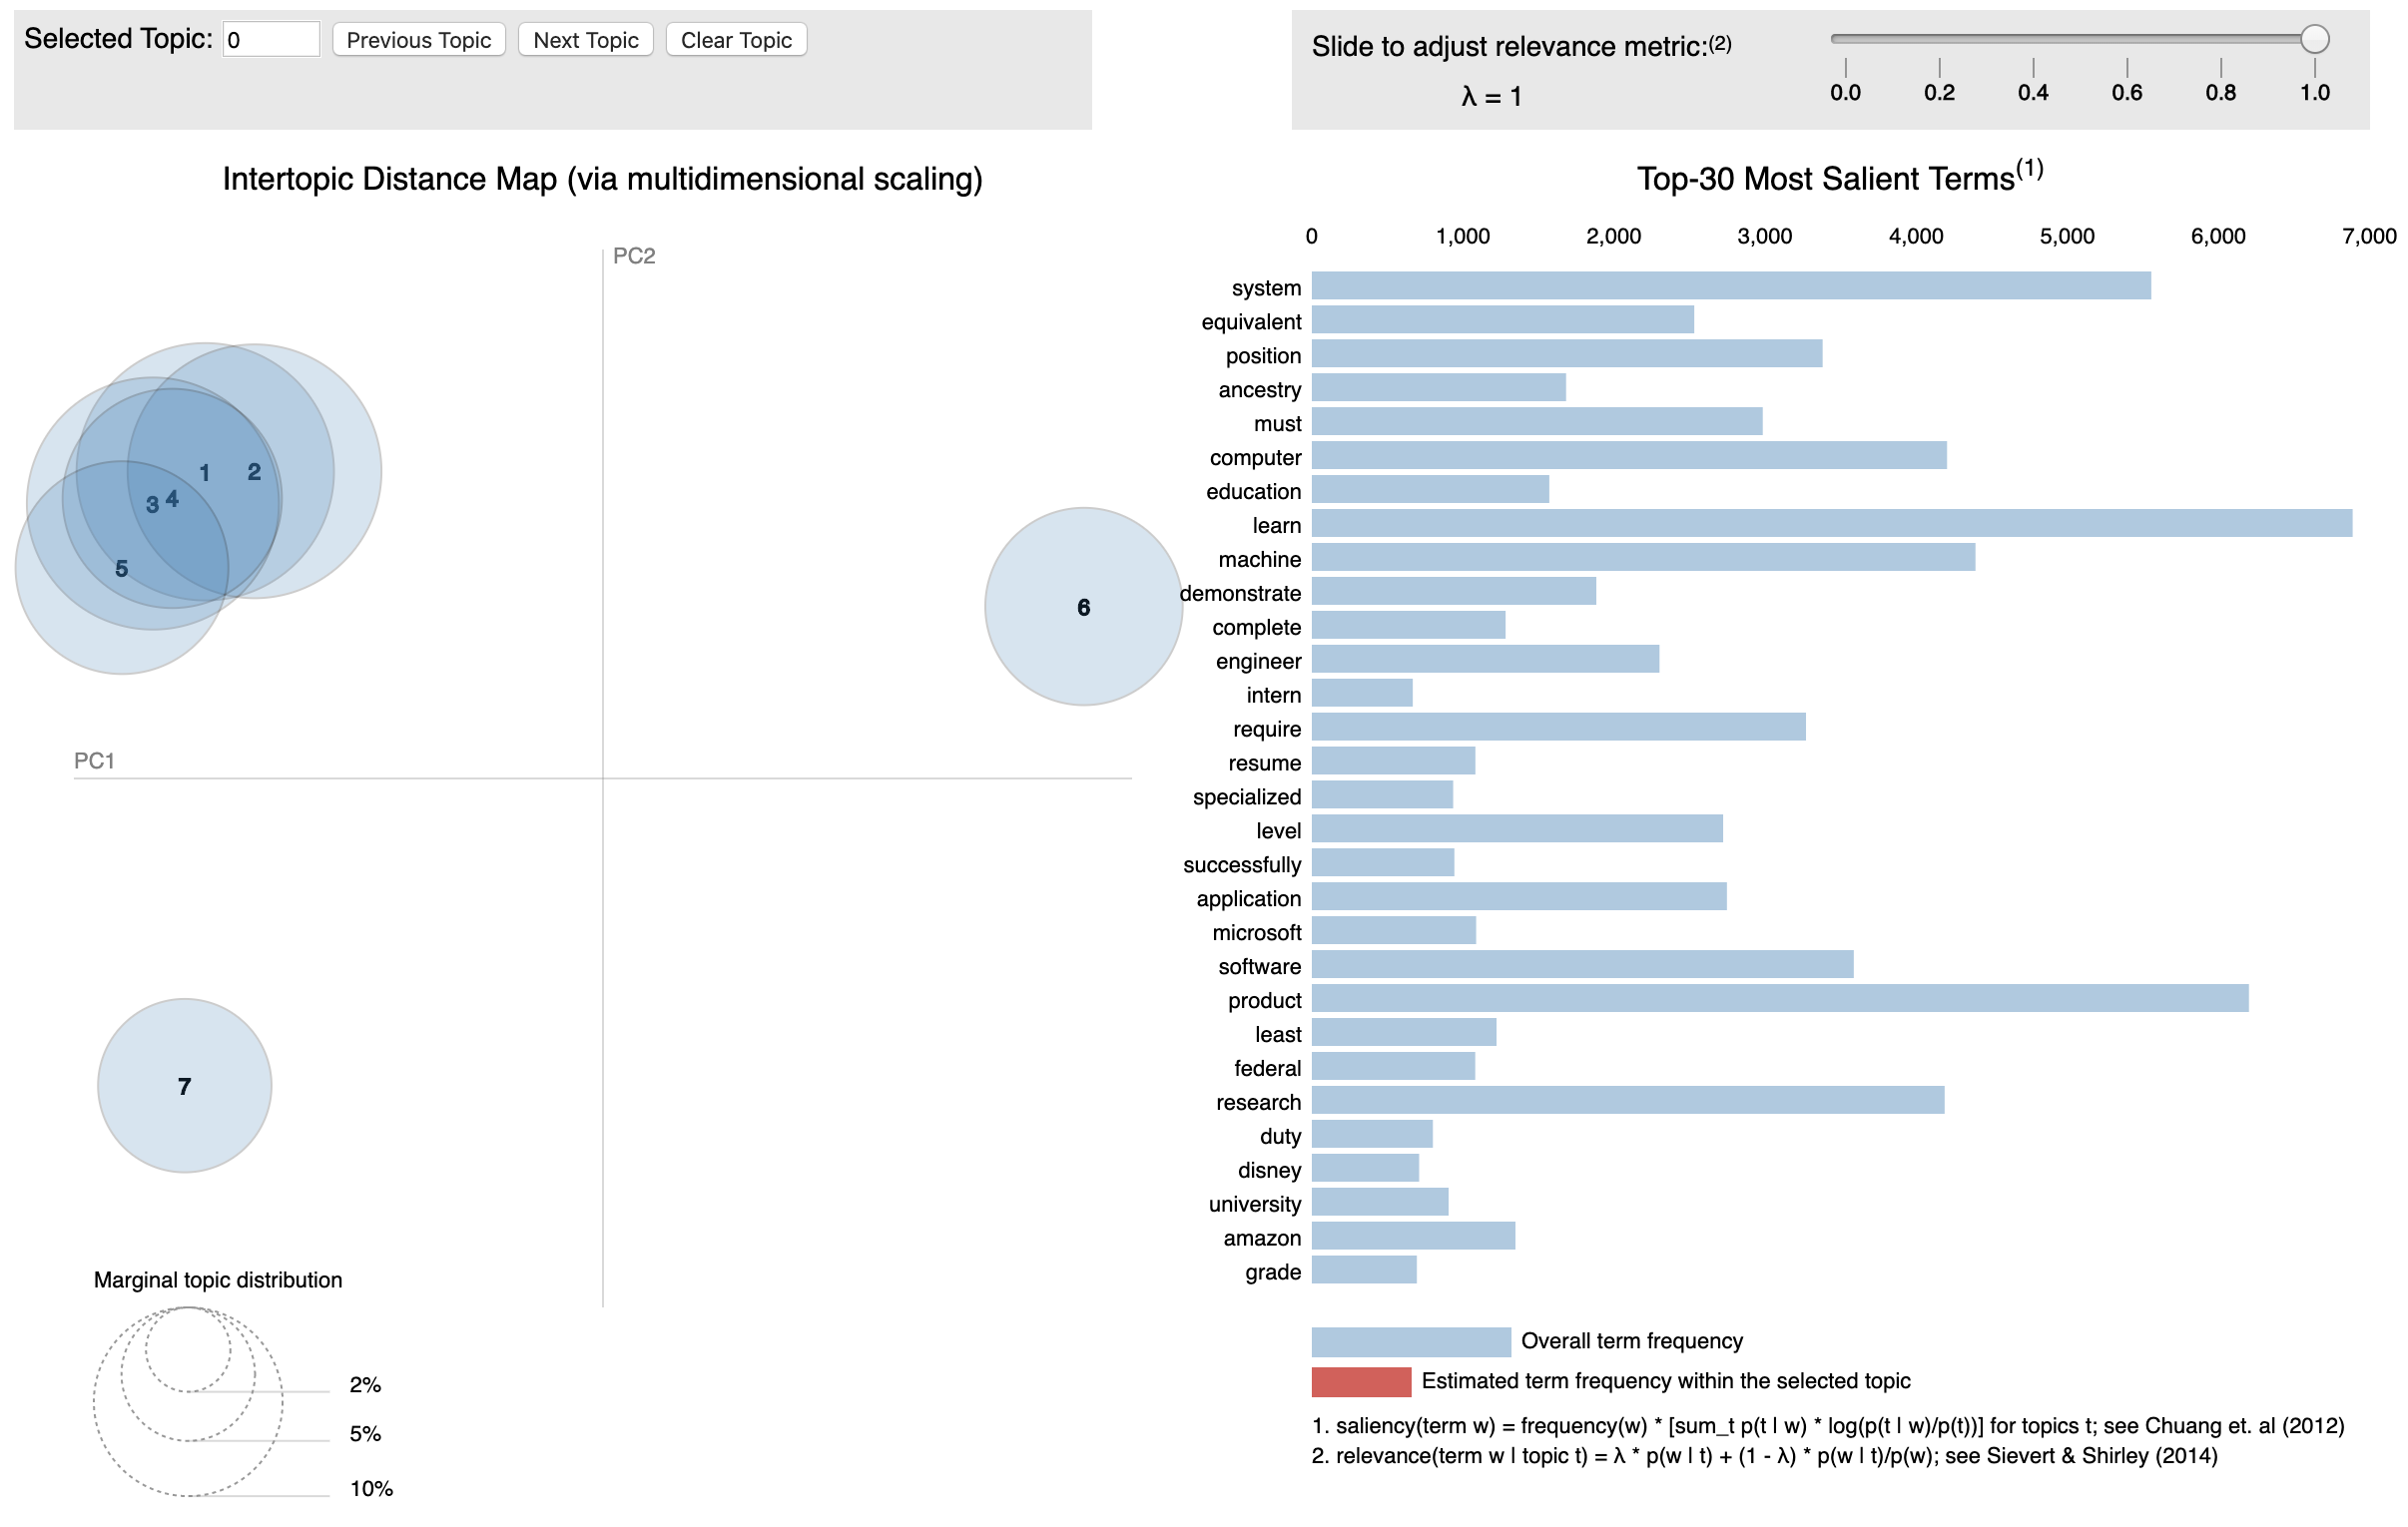 Selected Topic: 0 Previous Topic Next Topic Clear Topic
Slide to adjust relevance metric:(2)
λ = 1
0.0 0.2 0.4 0.6 0.8 1.0
Intertopic Distance Map (via multidimensional scaling)
PC2
PC1
1
2
3
4
5
6
7
Marginal topic distribution
2%
5%
10%
Top-30 Most Salient Terms(1)
0 1,000 2,000 3,000 4,000 5,000 6,000 7,000
system
equivalent
position
ancestry
must
computer
education
learn
machine
demonstrate
complete
engineer
intern
require
resume
specialized
level
successfully
application
microsoft
software
product
least
federal
research
duty
disney
university
amazon
grade
Overall term frequency
Estimated term frequency within the selected topic
1. saliency(term w) = frequency(w) * [sum_t p(t | w) * log(p(t | w)/p(t))] for topics t; see Chuang et. al (2012)
2. relevance(term w | topic t) = λ * p(w | t) + (1 - λ) * p(w | t)/p(w); see Sievert & Shirley (2014)